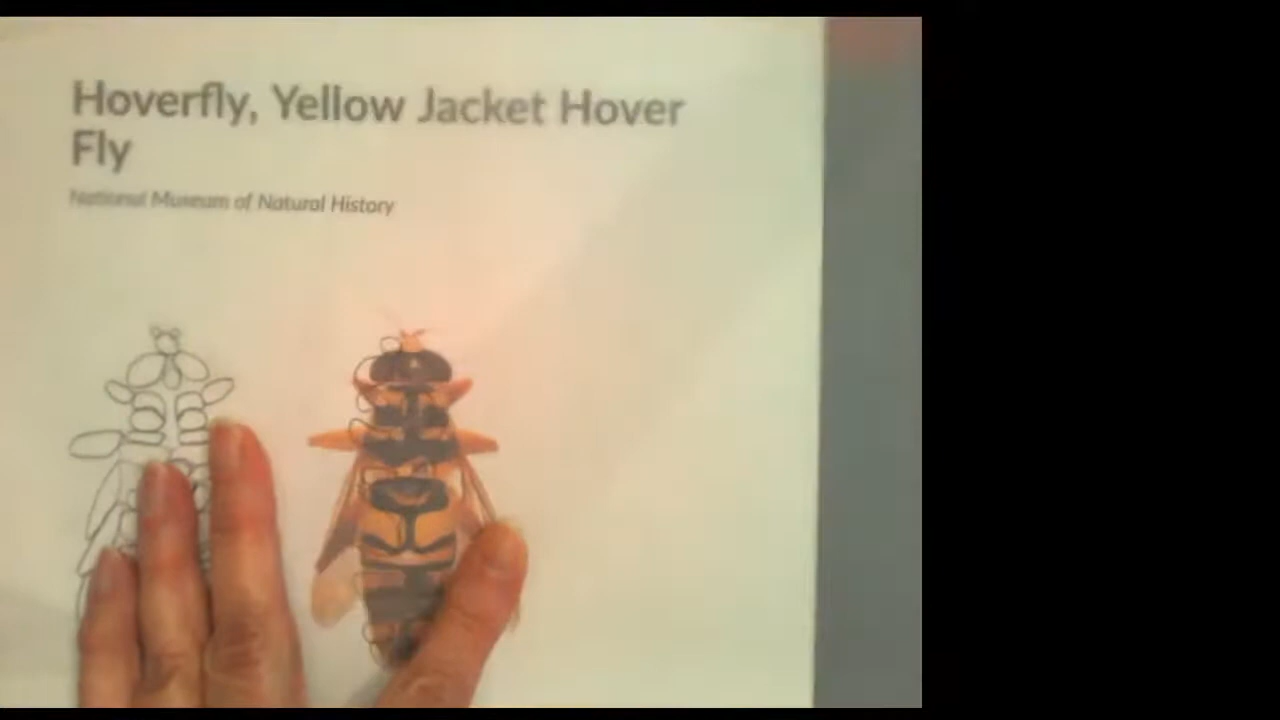 Hoverfly, Yellow Jacket Hover
Fly
National Museum of Natural History